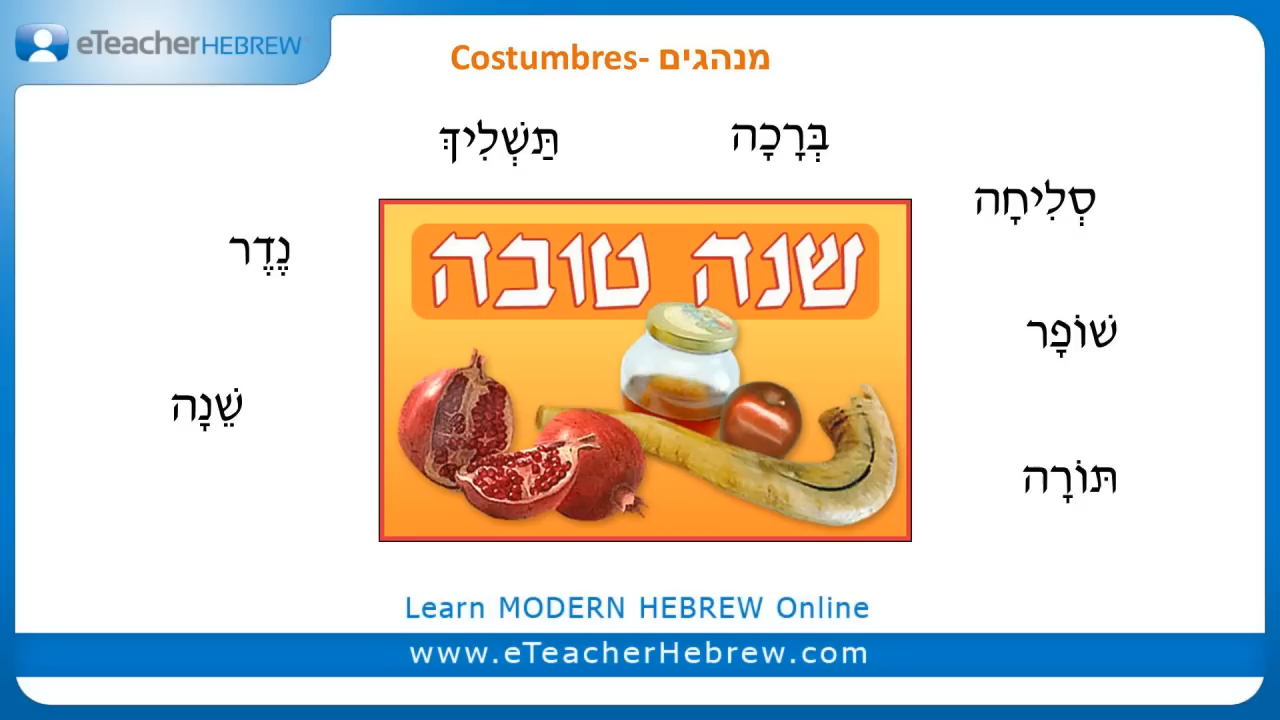 eTeacherHEBREW
Costumbres- מנהגים
תַּשְׁלִיךְ
בְּרָכָה
סְלִיחָה
נֶדֶר
שנה טובה
שׁוֹפָר
שֵׁנָה
תּוֹרָה
Learn MODERN HEBREW Online
www.eTeacherHebrew.com